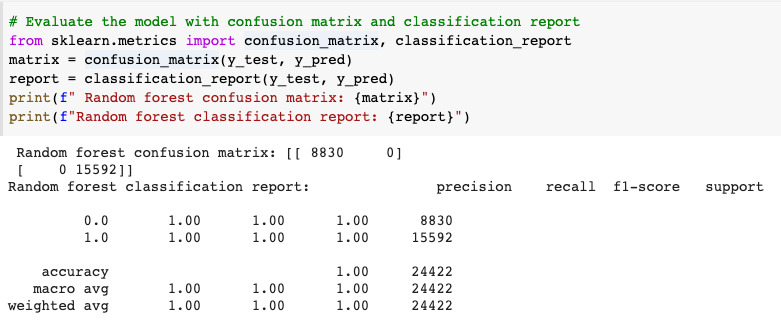 # Evaluate the model with confusion matrix and classification report
from sklearn.metrics import confusion_matrix, classification_report
matrix = confusion_matrix(y_test, y_pred)
report = classification_report(y_test, y_pred)
print(f" Random forest confusion matrix: {matrix}")
print(f"Random forest classification report: {report}")
 Random forest confusion matrix: [[ 8830     0]
 [    0 15592]]
Random forest classification report:               precision    recall  f1-score   support
         0.0       1.00      1.00      1.00      8830
         1.0       1.00      1.00      1.00     15592
    accuracy                           1.00     24422
   macro avg       1.00      1.00      1.00     24422
weighted avg       1.00      1.00      1.00     24422